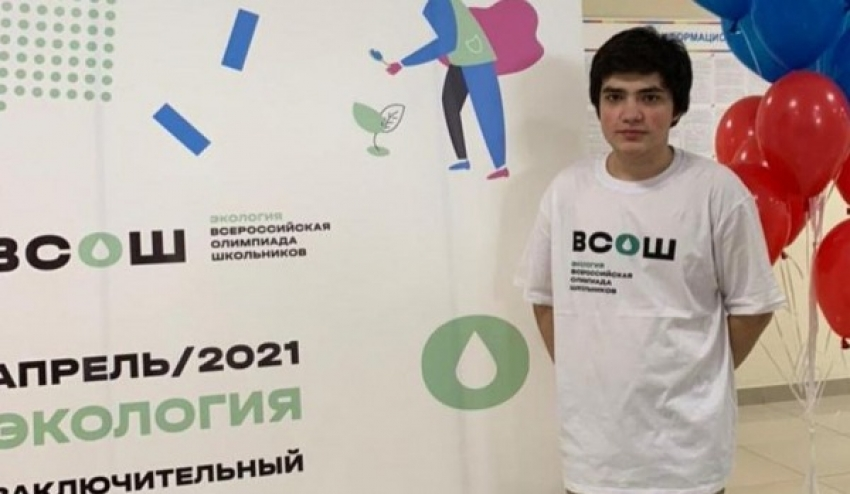 ВСОШ
ЭКОЛОГИЯ
ВСЕРОССИЙСКАЯ
ОЛИМПИАДА
ШКОЛЬНИКОВ
АПРЕЛЬ/2021
ЭКОЛОГИЯ
ЗАКЛЮЧИТЕЛЬНЫЙ
ВСОШ
ЭКОЛОГИЯ
ВСЕРОССИЙСКАЯ
ОЛИМПИАДА
ШКОЛЬНИКОВ